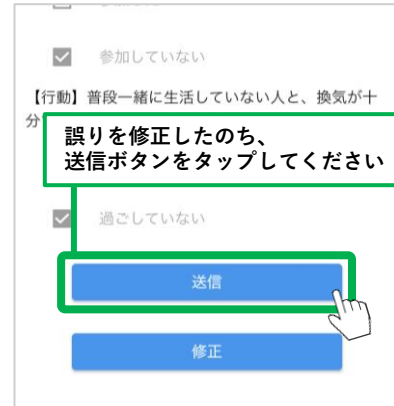 参加していない
【行動】普段一緒に生活していない人と、換気が十
分
誤りを修正したのち、
送信ボタンをタップしてください
過ごしていない
送信
修正